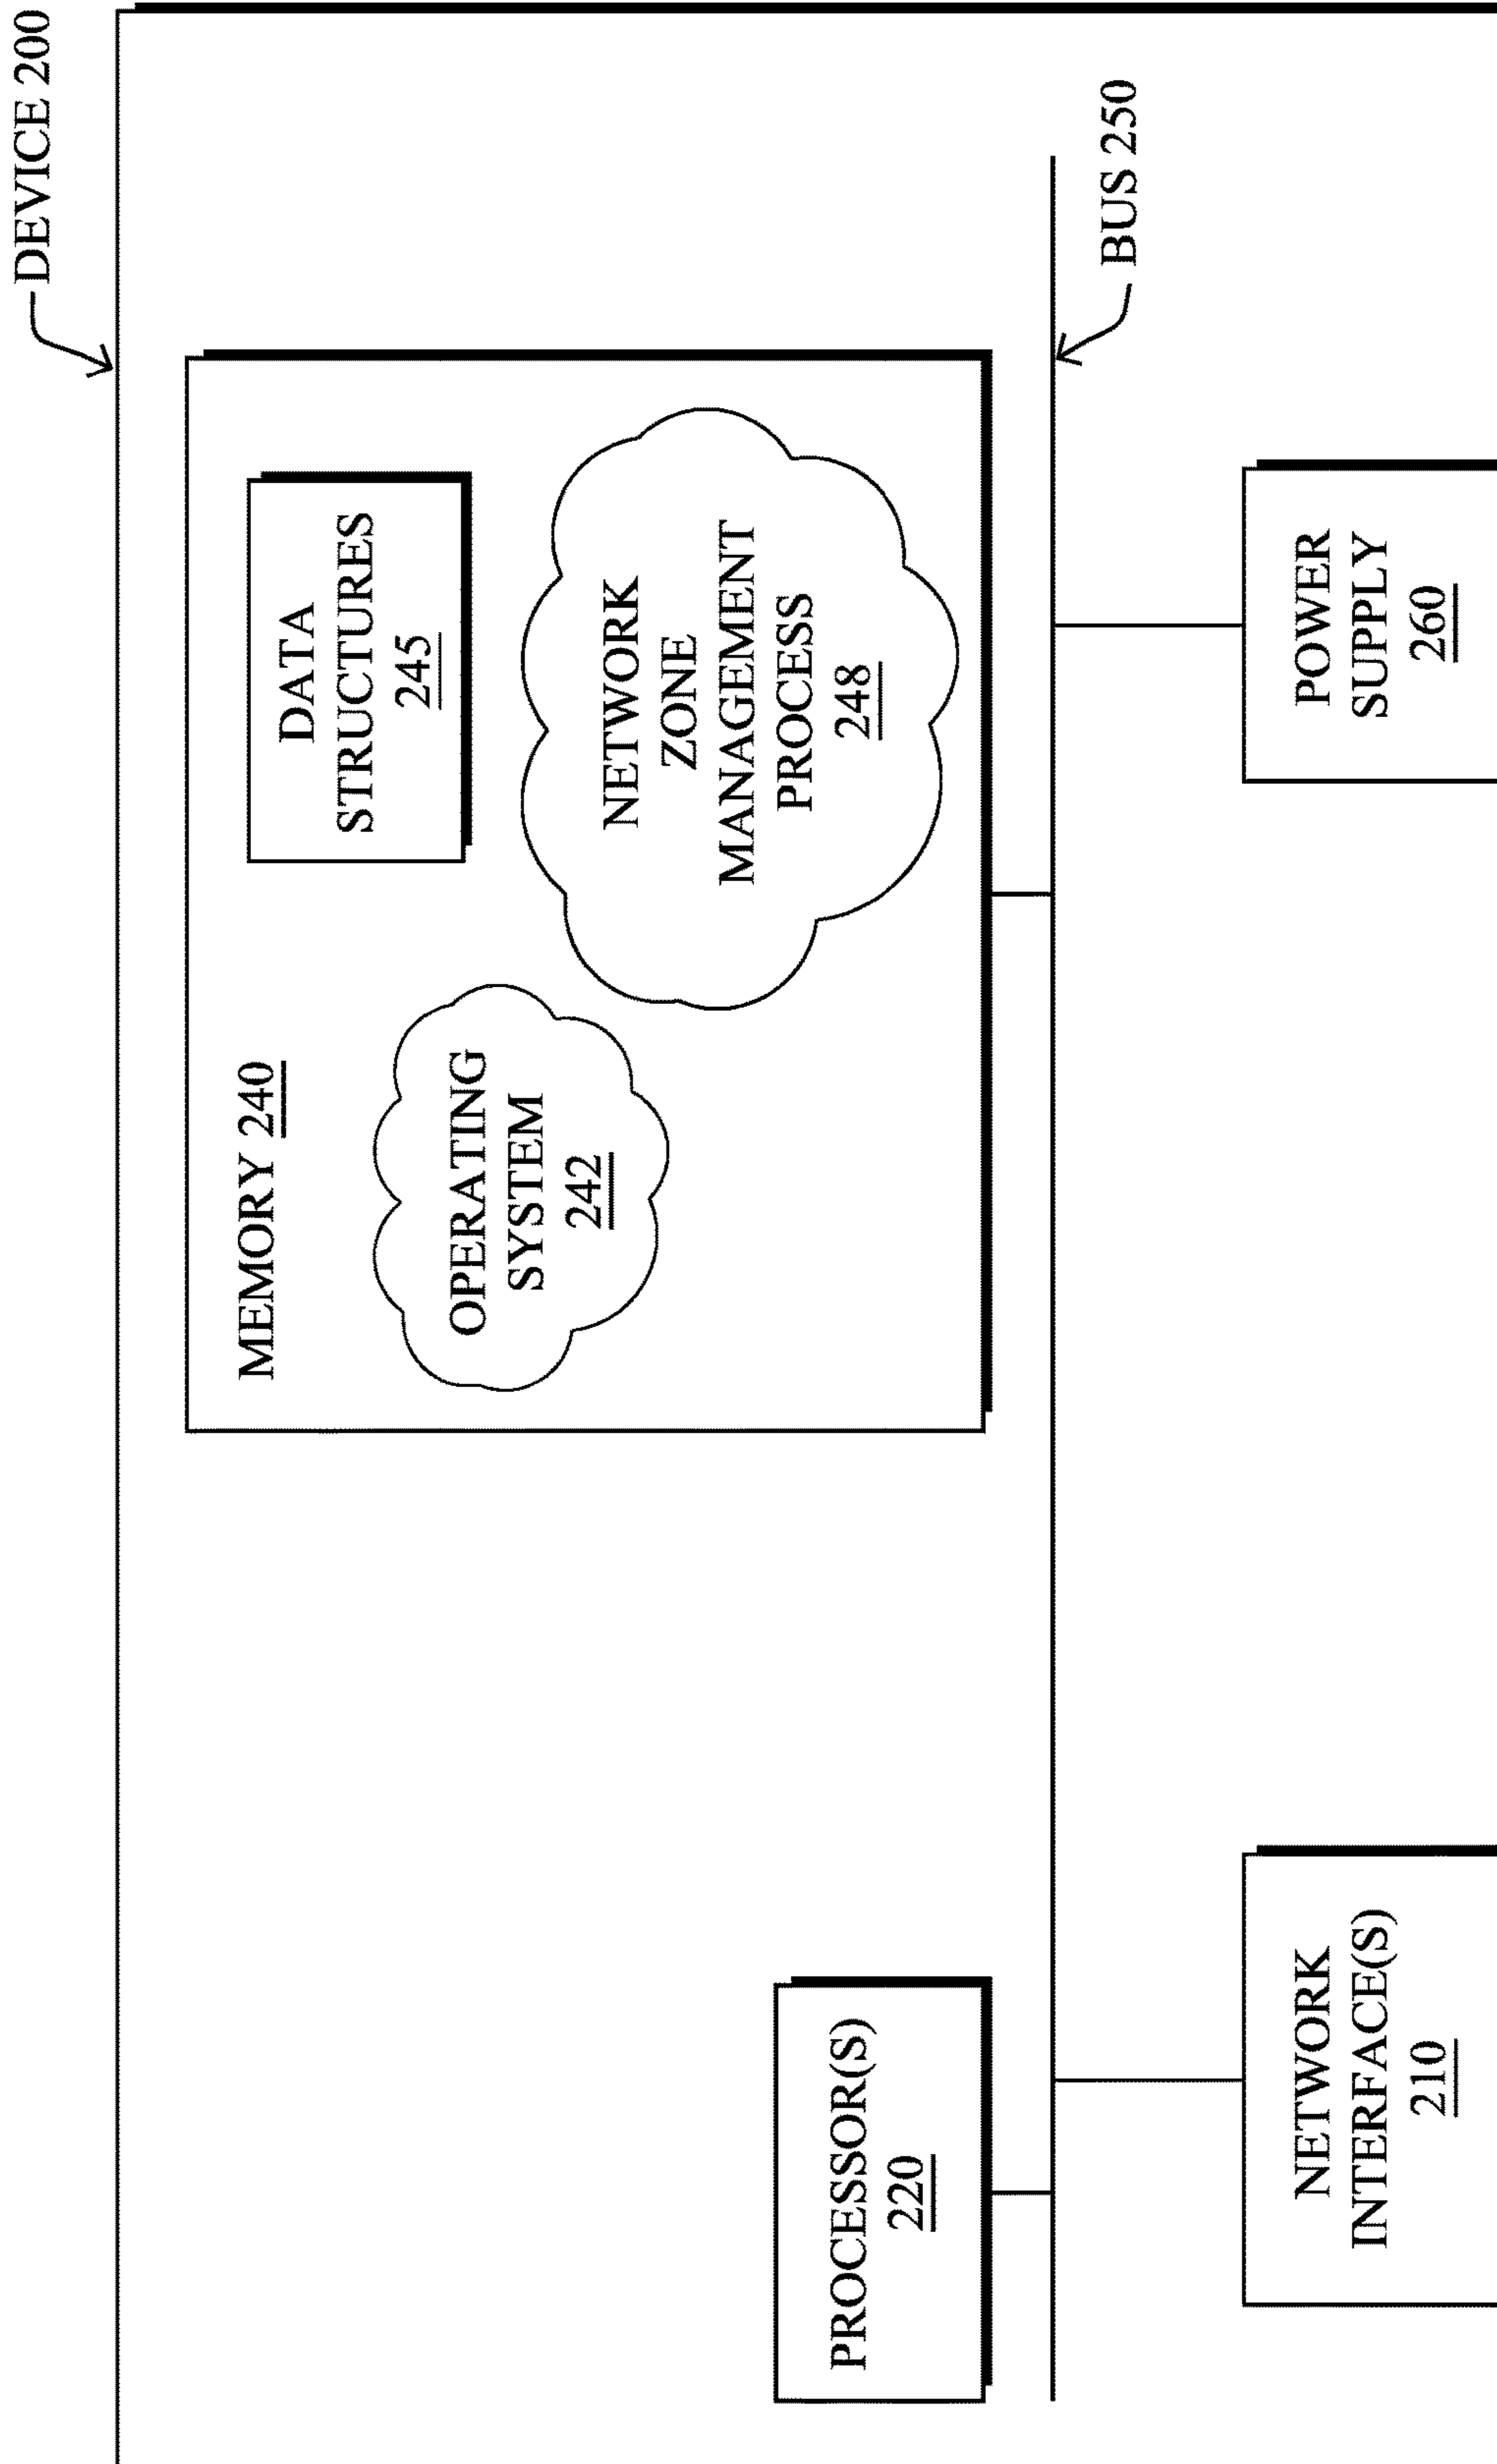 DEVICE 200
MEMORY 240
DATA
STRUCTURES
245
OPERATING
SYSTEM
242
NETWORK
ZONE
MANAGEMENT
PROCESS
248
PROCESSOR(S)
220
BUS 250
NETWORK
INTERFACE(S)
210
POWER
SUPPLY
260